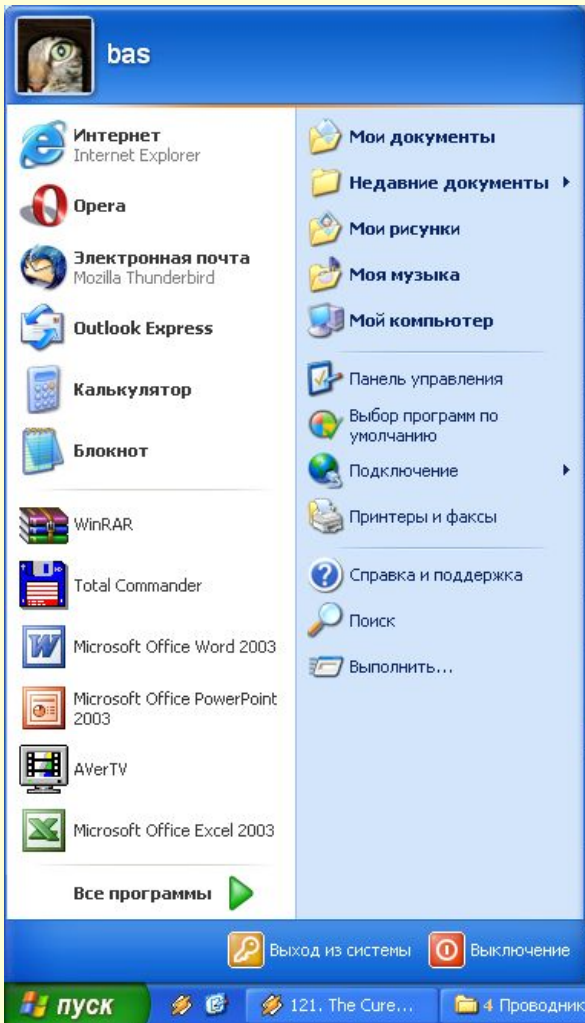 bas
Интернет
Internet Explorer
Opera
Электронная почта
Mozilla Thunderbird
Outlook Express
Калькулятор
Блокнот
WinRAR
Total Commander
Microsoft Office Word 2003
Microsoft Office PowerPoint
2003
AVerTV
Microsoft Office Excel 2003
Все программы
Мои документы
Недавние документы
Мои рисунки
Моя музыка
Мой компьютер
Панель управления
Выбор программ по
умолчанию
Подключение
Принтеры и факсы
Справка и поддержка
Поиск
Выполнить...
Выход из системы
Выключение
пуск
121. The Cure...
4 Проводник